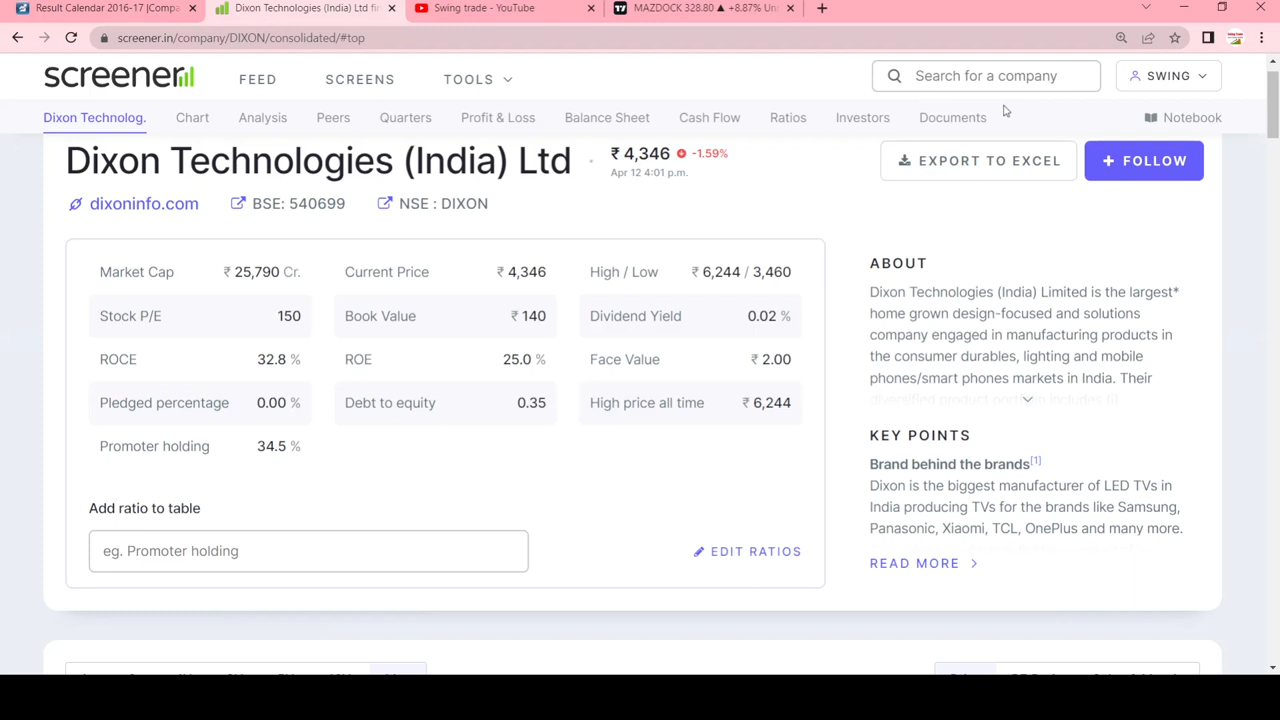 Result Calendar 2016-17 |Compa
Dixon Technologies (India) Ltd fi
Swing trade - YouTube
MAZDOCK 328.80 ▲ +8.87% Un
screener.in/company/DIXON/consolidated/#top
screener
FEED
SCREENS
TOOLS
Search for a company
SWING
Dixon Technolog.
Chart
Analysis
Peers
Quarters
Profit & Loss
Balance Sheet
Cash Flow
Ratios
Investors
Documents
Notebook
Dixon Technologies (India) Ltd
₹ 4,346 -1.59%
Apr 12 4:01 p.m.
EXPORT TO EXCEL
+ FOLLOW
dixoninfo.com
BSE: 540699
NSE : DIXON
Market Cap ₹ 25,790 Cr.
Current Price ₹ 4,346
High / Low ₹ 6,244 / 3,460
Stock P/E 150
Book Value ₹ 140
Dividend Yield 0.02 %
ROCE 32.8 %
ROE 25.0 %
Face Value ₹ 2.00
Pledged percentage 0.00 %
Debt to equity 0.35
High price all time ₹ 6,244
Promoter holding 34.5 %
Add ratio to table
eg. Promoter holding
EDIT RATIOS
ABOUT
Dixon Technologies (India) Limited is the largest*
home grown design-focused and solutions
company engaged in manufacturing products in
the consumer durables, lighting and mobile
phones/smart phones markets in India. Their
diversified product portfolio includes (i)
KEY POINTS
Brand behind the brands[1]
Dixon is the biggest manufacturer of LED TVs in
India producing TVs for the brands like Samsung,
Panasonic, Xiaomi, TCL, OnePlus and many more.
READ MORE